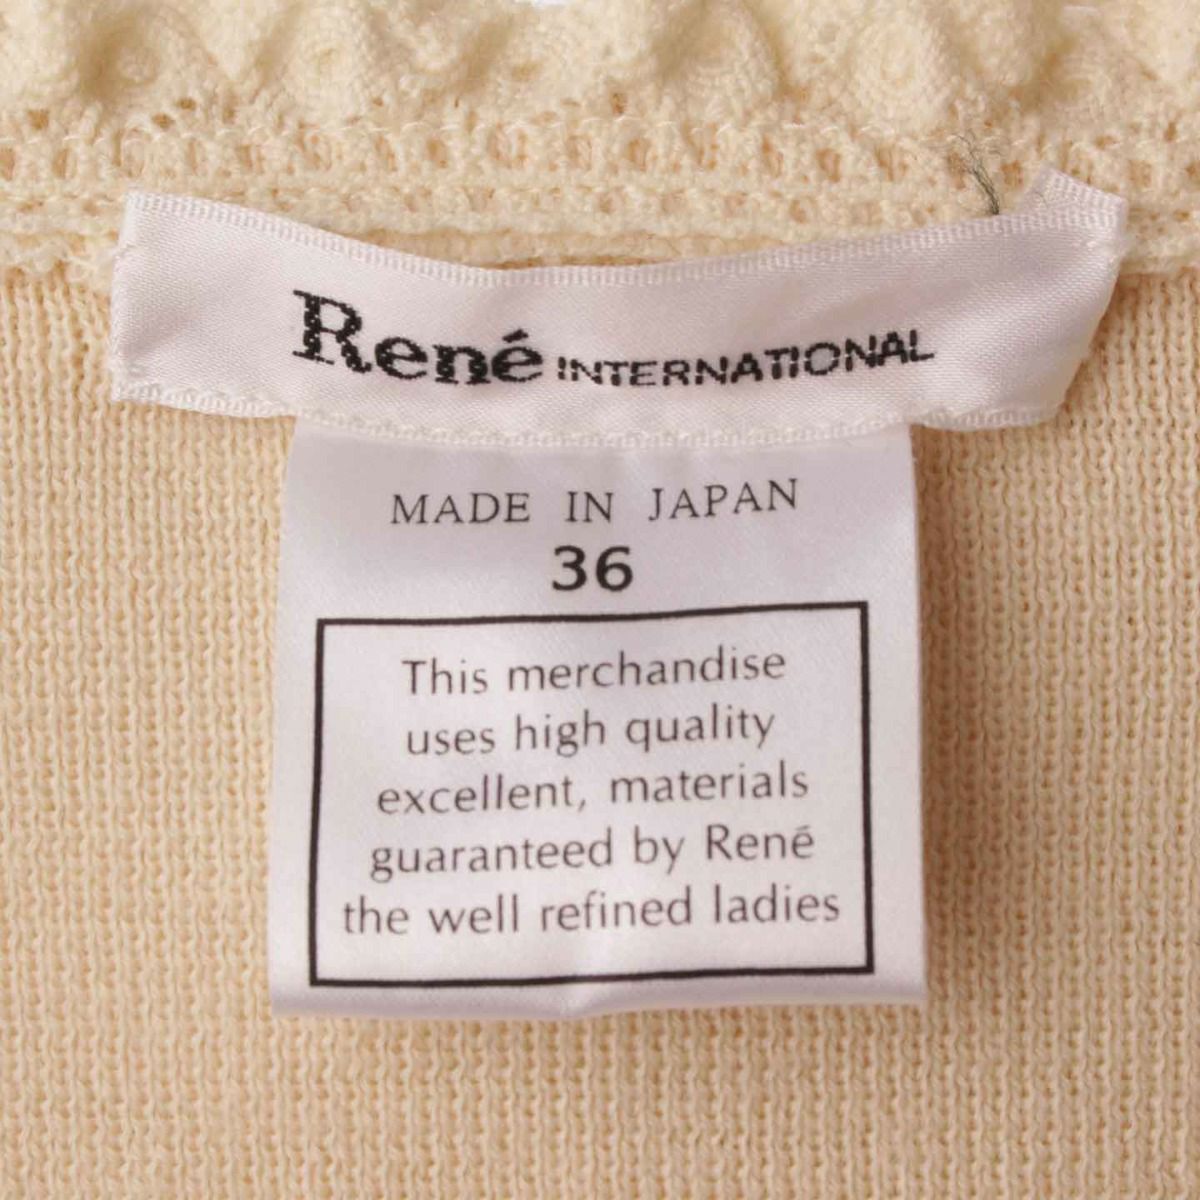 René INTERNATIONAL
MADE IN JAPAN
36
This merchandise
uses high quality
excellent, materials
guaranteed by René
the well refined ladies